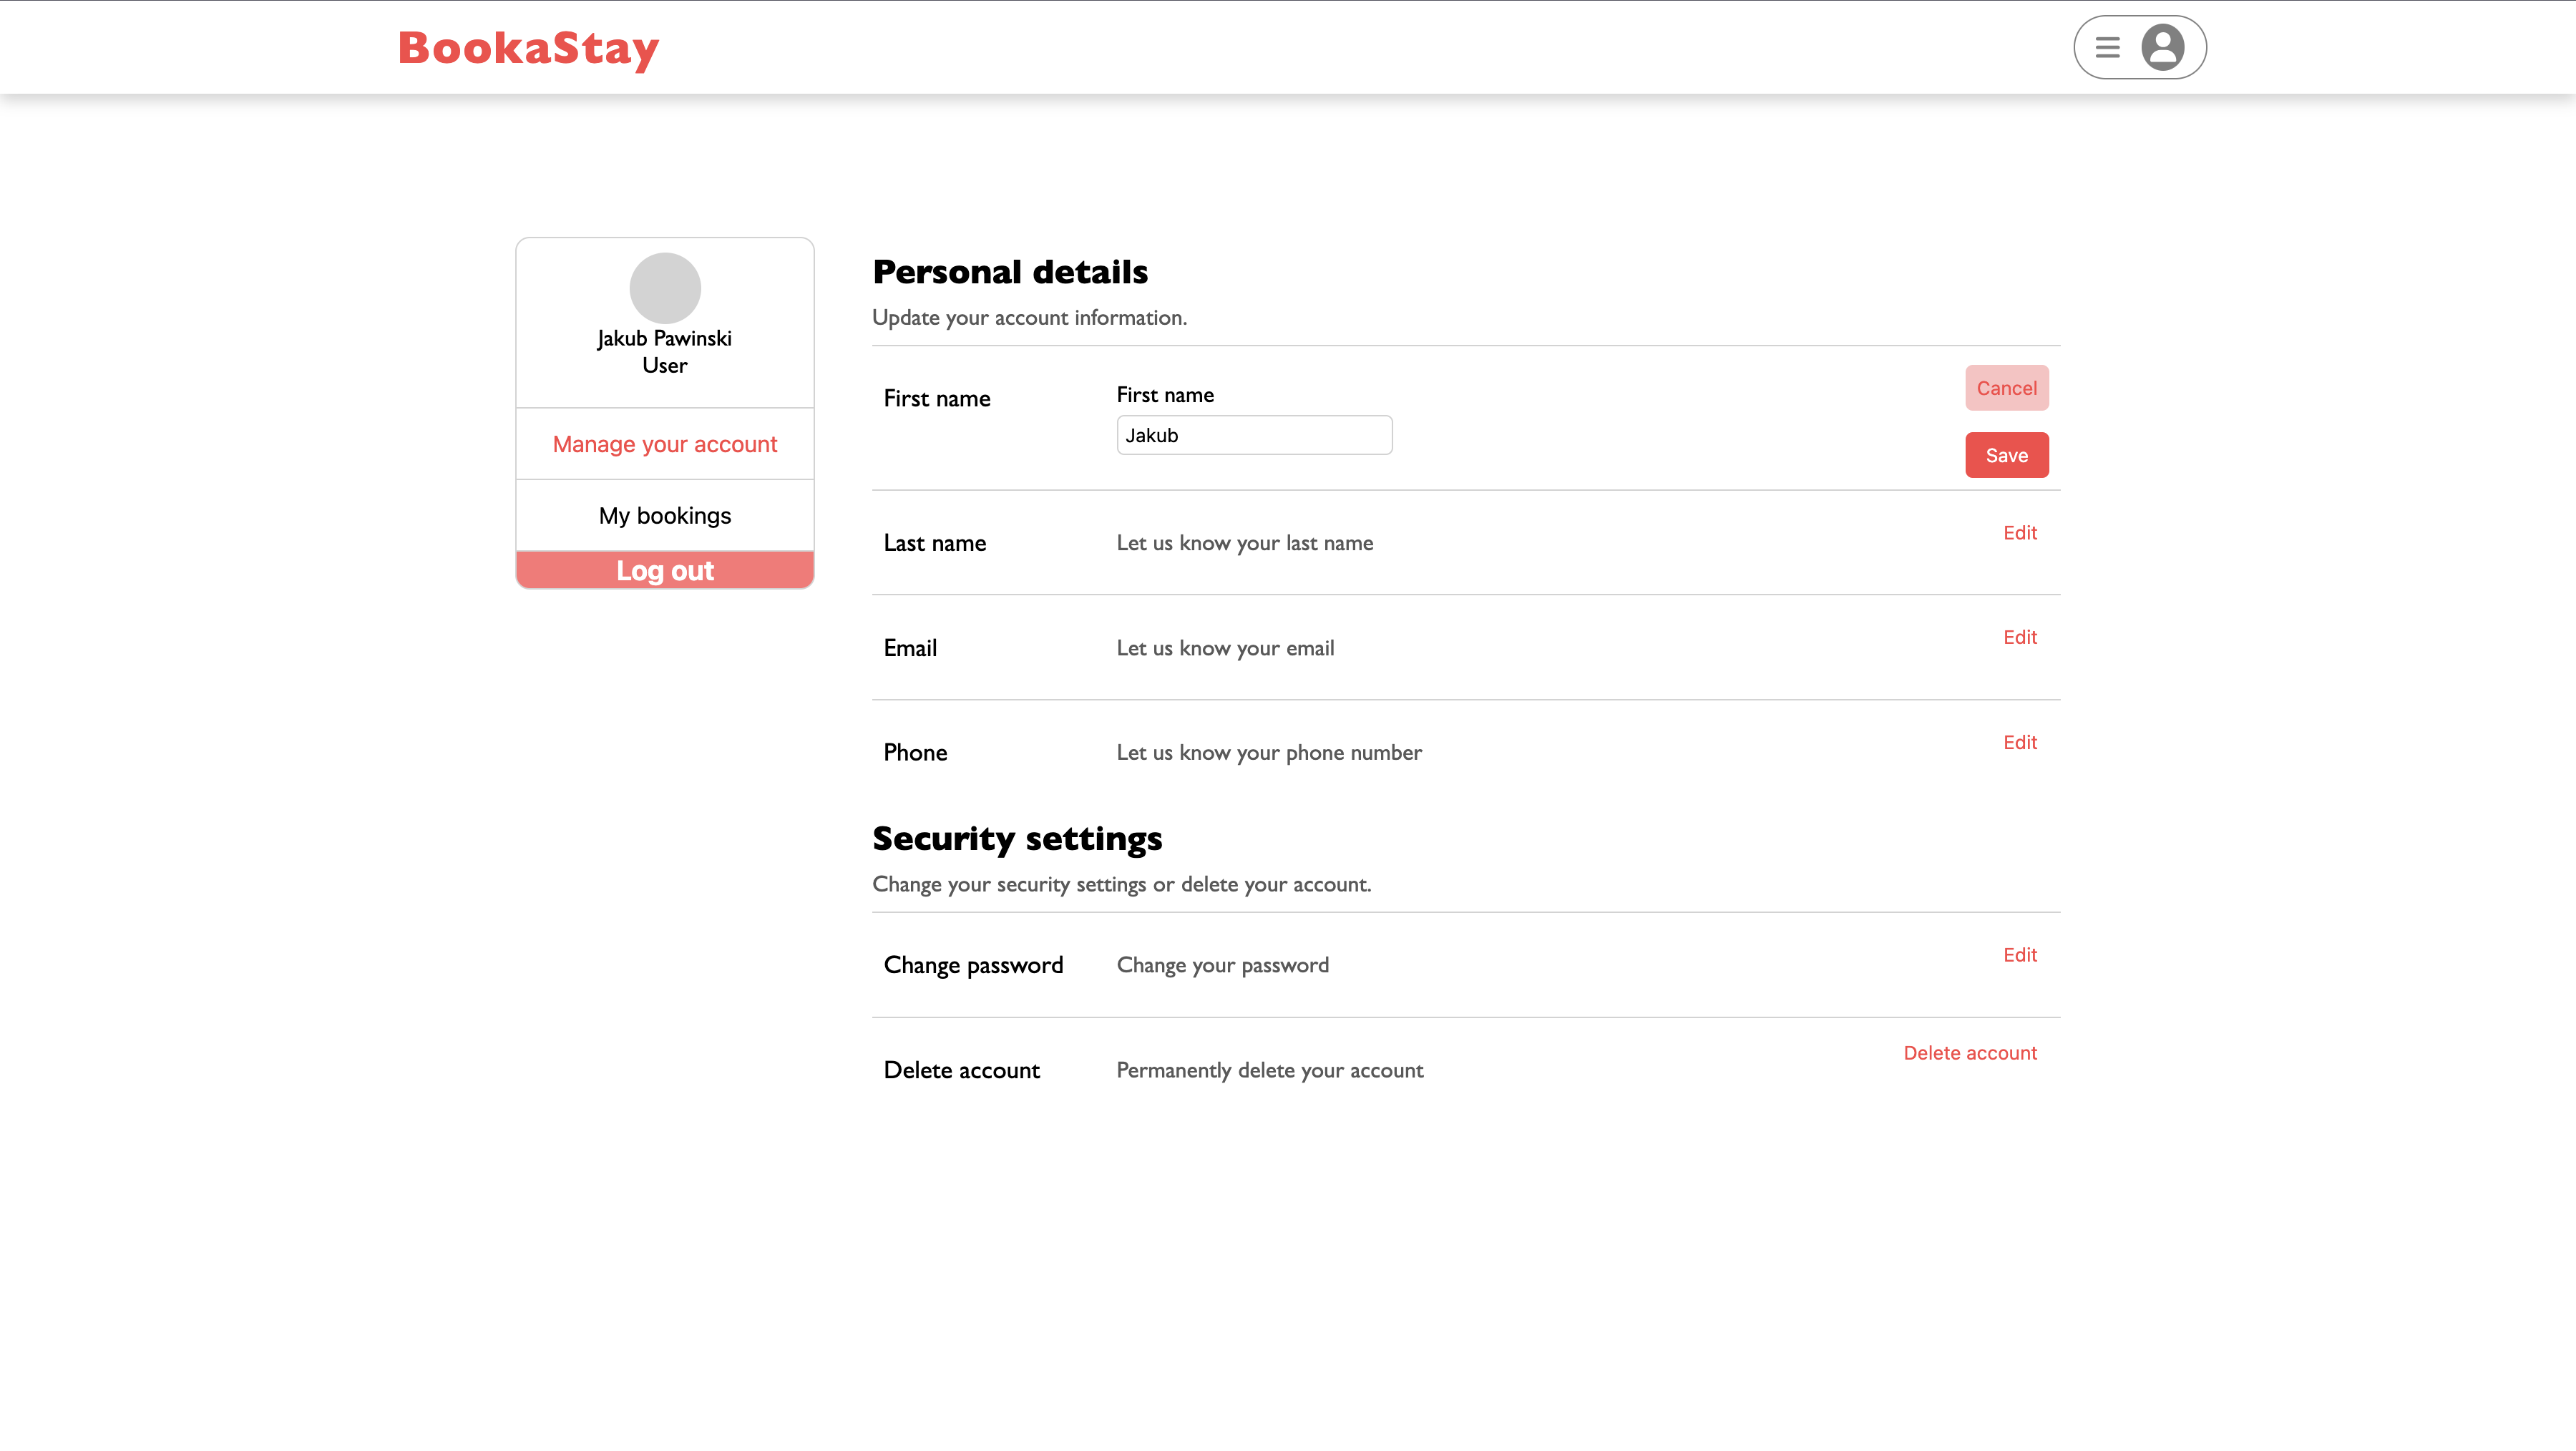 BookaStay
Jakub Pawinski
User
Manage your account
My bookings
Log out
Personal details
Update your account information.
First name
First name
Jakub
Cancel
Save
Last name
Let us know your last name
Edit
Email
Let us know your email
Edit
Phone
Let us know your phone number
Edit
Security settings
Change your security settings or delete your account.
Change password
Change your password
Edit
Delete account
Permanently delete your account
Delete account